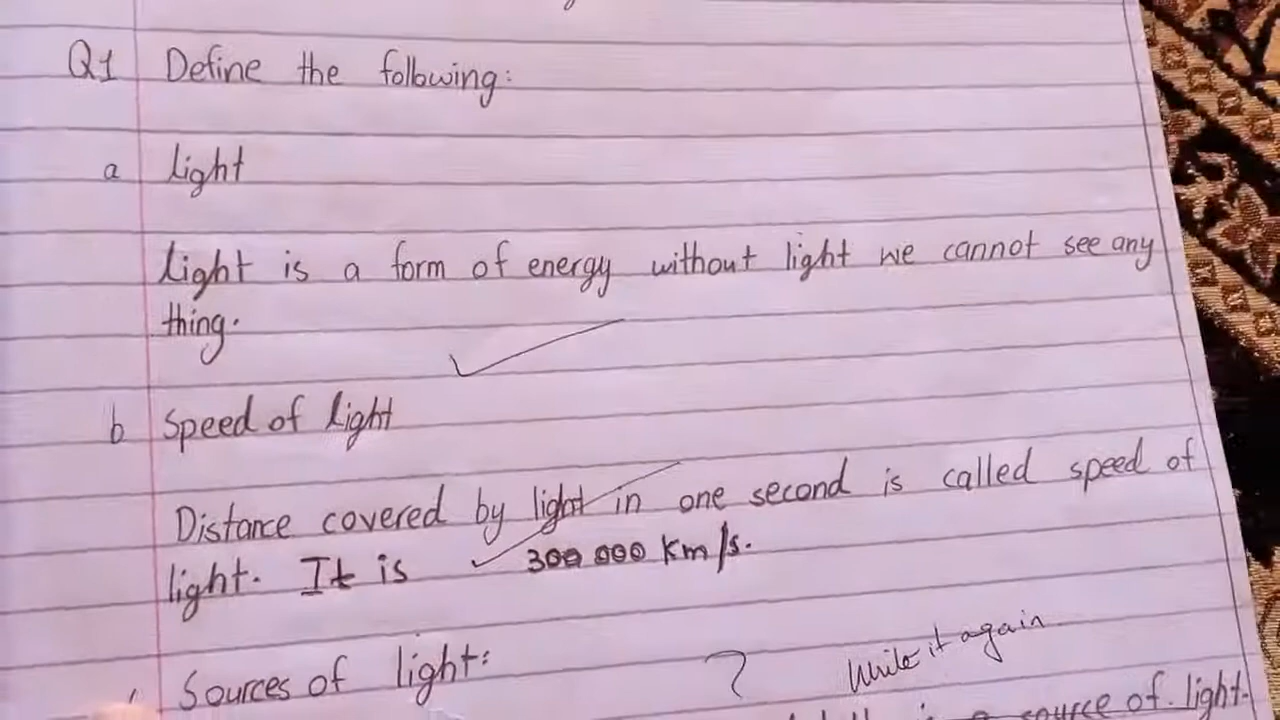 Q1 Define the following:
a light
Light is a form of energy without light we cannot see any
thing.
b Speed of light
Distance covered by light in one second is called speed of
light. It is 300 000 Km/s.
Sources of light:
? Write it again
source of light.